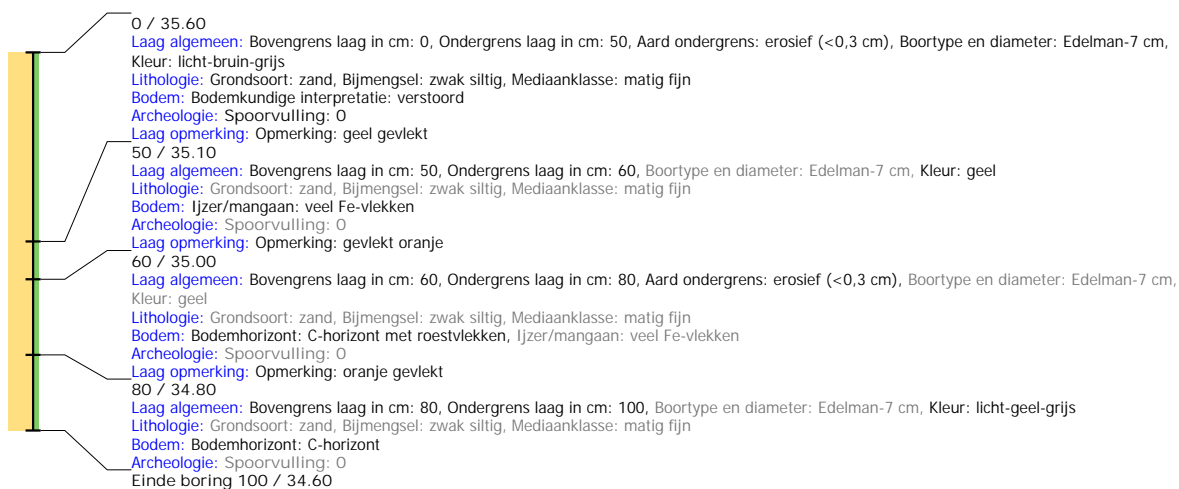 0 / 35.60
Laag algemeen: Bovengrens laag in cm: 0, Ondergrens laag in cm: 50, Aard ondergrens: erosief (<0,3 cm), Boortype en diameter: Edelman-7 cm,
Kleur: licht-bruin-grijs
Lithologie: Grondsoort: zand, Bijmengsel: zwak siltig, Mediaanklasse: matig fijn
Bodem: Bodemkundige interpretatie: verstoord
Archeologie: Spoorvulling: 0
Laag opmerking: Opmerking: geel gevlekt
50 / 35.10
Laag algemeen: Bovengrens laag in cm: 50, Ondergrens laag in cm: 60, Boortype en diameter: Edelman-7 cm, Kleur: geel
Lithologie: Grondsoort: zand, Bijmengsel: zwak siltig, Mediaanklasse: matig fijn
Bodem: Ijzer/mangaan: veel Fe-vlekken
Archeologie: Spoorvulling: 0
Laag opmerking: Opmerking: gevlekt oranje
60 / 35.00
Laag algemeen: Bovengrens laag in cm: 60, Ondergrens laag in cm: 80, Aard ondergrens: erosief (<0,3 cm), Boortype en diameter: Edelman-7 cm,
Kleur: geel
Lithologie: Grondsoort: zand, Bijmengsel: zwak siltig, Mediaanklasse: matig fijn
Bodem: Bodemhorizont: C-horizont met roestvlekken, Ijzer/mangaan: veel Fe-vlekken
Archeologie: Spoorvulling: 0
Laag opmerking: Opmerking: oranje gevlekt
80 / 34.80
Laag algemeen: Bovengrens laag in cm: 80, Ondergrens laag in cm: 100, Boortype en diameter: Edelman-7 cm, Kleur: licht-geel-grijs
Lithologie: Grondsoort: zand, Bijmengsel: zwak siltig, Mediaanklasse: matig fijn
Bodem: Bodemhorizont: C-horizont
Archeologie: Spoorvulling: 0
Einde boring 100 / 34.60